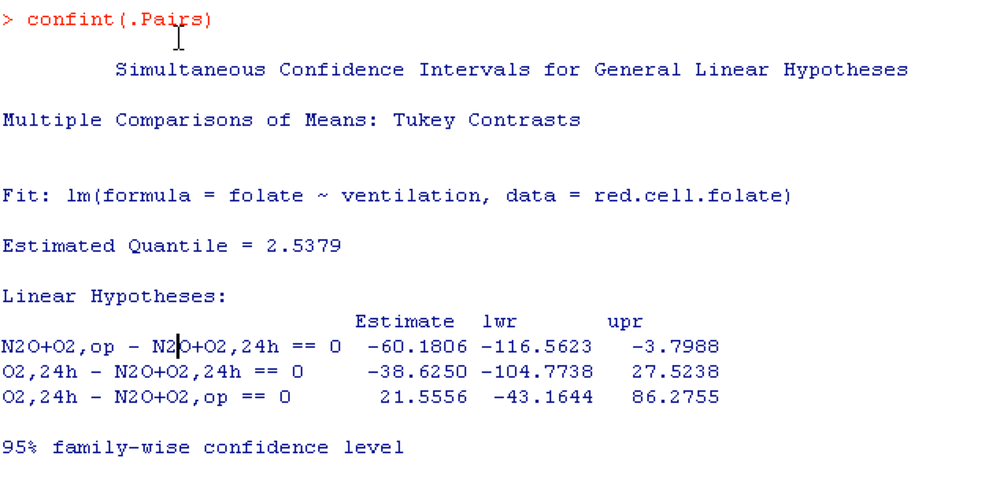 > confint(.Pairs)
Simultaneous Confidence Intervals for General Linear Hypotheses
Multiple Comparisons of Means: Tukey Contrasts
Fit: lm(formula = folate ~ ventilation, data = red.cell.folate)
Estimated Quantile = 2.5379
Linear Hypotheses:
Estimate lwr upr
N2O+O2,op - N2O+O2,24h == 0 -60.1806 -116.5623 -3.7988
O2,24h - N2O+O2,24h == 0 -38.6250 -104.7738 27.5238
O2,24h - N2O+O2,op == 0 21.5556 -43.1644 86.2755
95% family-wise confidence level